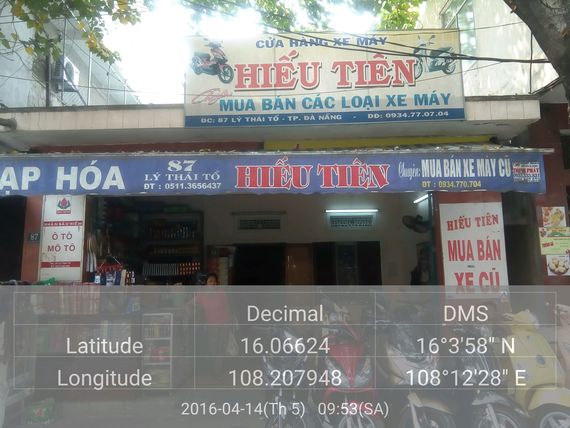 CỬA HÀNG XE MÁY
HIẾU TIÊN
MUA BÁN CÁC LOẠI XE MÁY
ĐC: 87 LÝ THÁI TỔ - TP. ĐÀ NẴNG - DĐ: 0934.77.07.04
ẠP HÓA
87
LÝ THÁI TỔ
ĐT : 0511.3656437
HIẾU TIÊN
Chuyên:
MUA BÁN XE MÁY CŨ
ĐT : 0934.770.704
THỊNH PHÁT
87
Ô TÔ
MÔ TÔ
HIẾU TIÊN
MUA BÁN
XE CŨ
Decimal DMS
Latitude 16.06624 16°3'58" N
Longitude 108.207948 108°12'28" E
2016-04-14(Th 5) 09:53(SA)